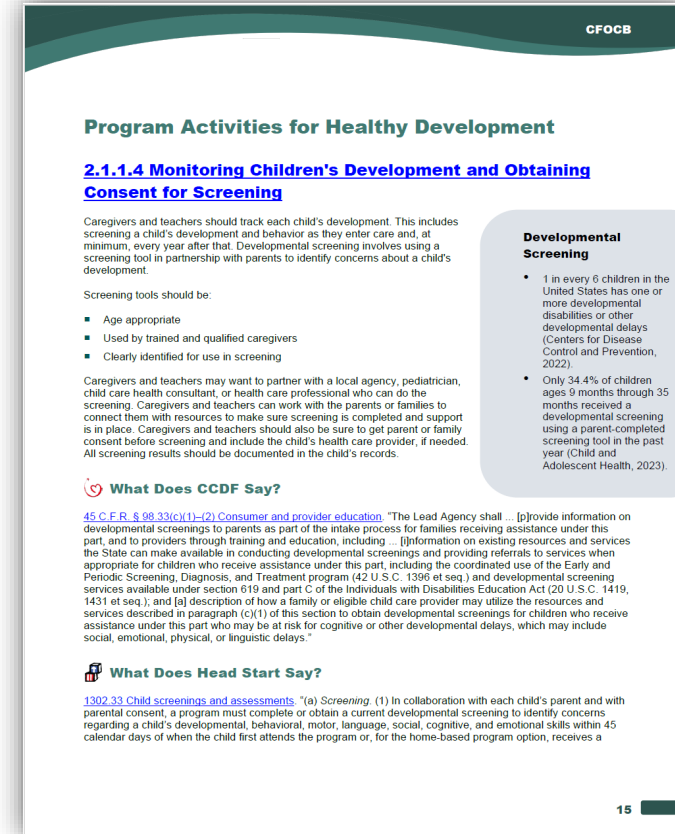 CFOCB
Program Activities for Healthy Development
2.1.1.4 Monitoring Children's Development and Obtaining
Consent for Screening
Caregivers and teachers should track each child's development. This includes
screening a child's development and behavior as they enter care and, at
minimum, every year after that. Developmental screening involves using a
screening tool in partnership with parents to identify concerns about a child's
development.
Screening tools should be:
▪ Age appropriate
▪ Used by trained and qualified caregivers
▪ Clearly identified for use in screening
Caregivers and teachers may want to partner with a local agency, pediatrician,
child care health consultant, or health care professional who can do the
screening. Caregivers and teachers can work with the parents or families to
connect them with resources to make sure screening is completed and support
is in place. Caregivers and teachers should also be sure to get parent or family
consent before screening and include the child's health care provider, if needed.
All screening results should be documented in the child's records.
Developmental
Screening
• 1 in every 6 children in the
United States has one or
more developmental
disabilities or other
developmental delays
(Centers for Disease
Control and Prevention,
2022).
• Only 34.4% of children
ages 9 months through 35
months received a
developmental screening
using a parent-completed
screening tool in the past
year (Child and
Adolescent Health, 2023).
What Does CCDF Say?
45 C.F.R. § 98.33(c)(1)–(2) Consumer and provider education. "The Lead Agency shall ... [p]rovide information on
developmental screenings to parents as part of the intake process for families receiving assistance under this
part, and to providers through training and education, including ... [i]nformation on existing resources and services
the State can make available in conducting developmental screenings and providing referrals to services when
appropriate for children who receive assistance under this part, including the coordinated use of the Early and
Periodic Screening, Diagnosis, and Treatment program (42 U.S.C. 1396 et seq.) and developmental screening
services available under section 619 and part C of the Individuals with Disabilities Education Act (20 U.S.C. 1419,
1431 et seq.); and [a] description of how a family or eligible child care provider may utilize the resources and
services described in paragraph (c)(1) of this section to obtain developmental screenings for children who receive
assistance under this part who may be at risk for cognitive or other developmental delays, which may include
social, emotional, physical, or linguistic delays."
What Does Head Start Say?
1302.33 Child screenings and assessments. "(a) Screening. (1) In collaboration with each child's parent and with
parental consent, a program must complete or obtain a current developmental screening to identify concerns
regarding a child's developmental, behavioral, motor, language, social, cognitive, and emotional skills within 45
calendar days of when the child first attends the program or, for the home-based program option, receives a
15